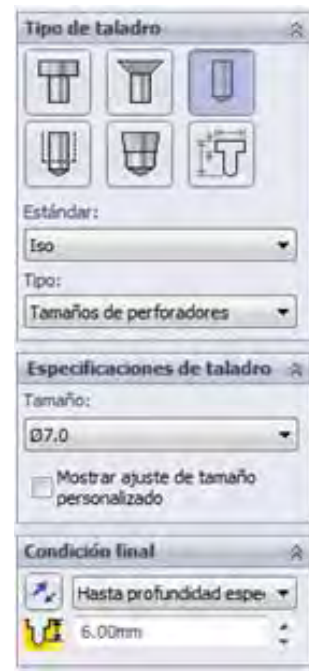 Tipo de taladro
Estándar:
Iso
Tipo:
Tamaños de perforadores
Especificaciones de taladro
Tamaño:
Ø7.0
Mostrar ajuste de tamaño
personalizado
Condición final
Hasta profundidad espe
6.00mm